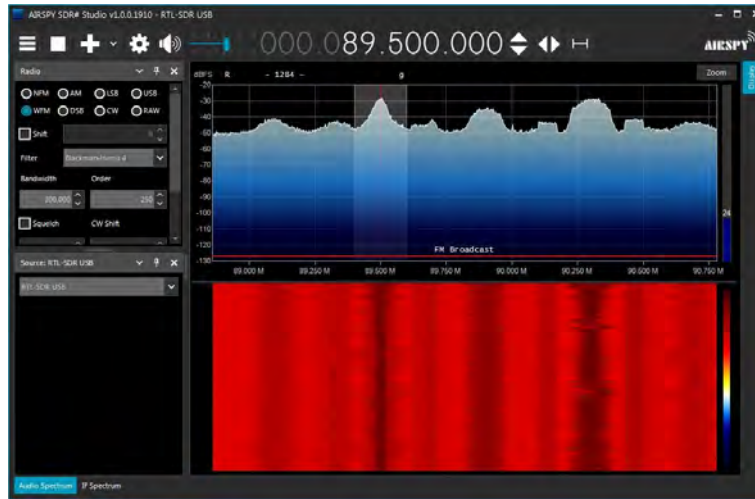 AIRSPY SDR# Studio v1.0.0.1910 - RTL-SDR USB
000.089.500.000
AIRSPY
Radio
NFM AM LSB USB
WFM DSB CW RAW
Shift 0
Filter
Bandwidth Order
200,000 250
Squelch CW Shift
Source: RTL-SDR USB
RTL-SDR USB
dBFS R - 1264 - g
Zoom
Display
-20
-30
-40
-50
-60
-70
-80
-90
-100
-110
-120
-130
24
FM Broadcast
89.000 M 89.250 M 89.500 M 89.750 M 90.000 M 90.250 M 90.500 M 90.750 M
Audio Spectrum IF Spectrum